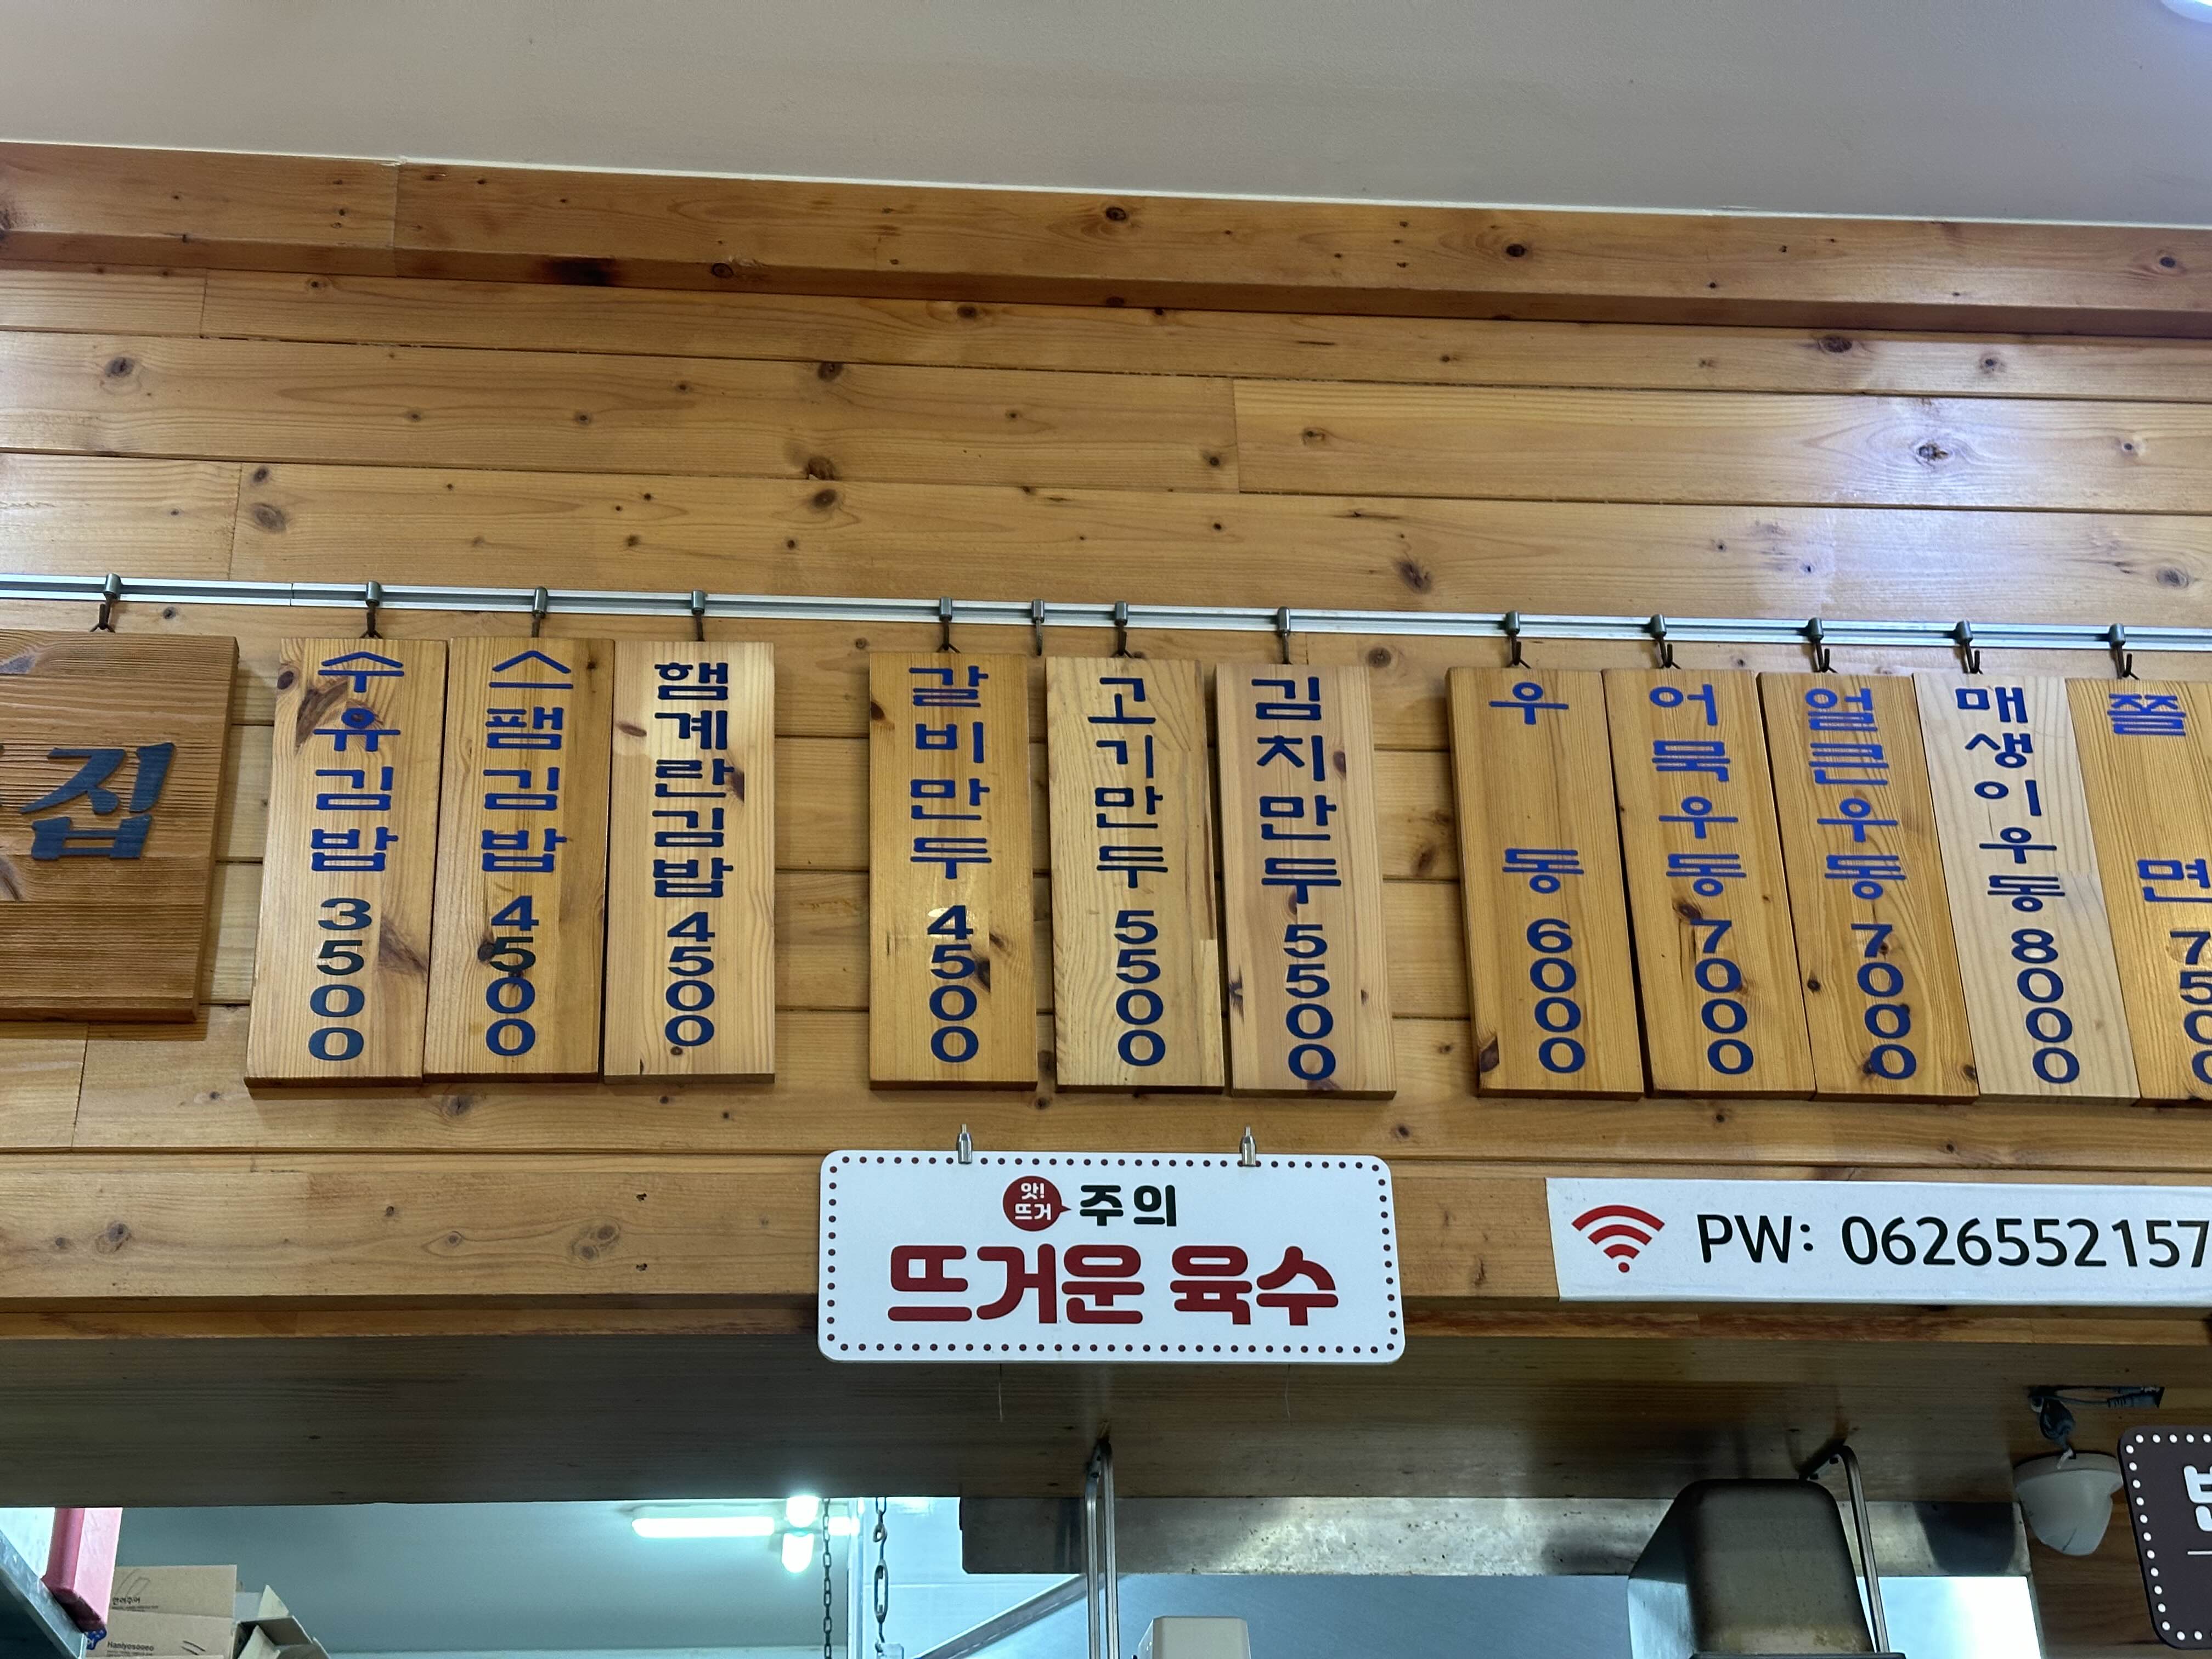 집
수유김밥 3500
스팸김밥 4500
햄계란김밥 4500
갈비만두 4500
고기만두 5500
김치만두 5500
우동 6000
어묵우동 7000
얼큰우동 7000
매생이우동 8000
쫄면 7500
앗!
뜨거
주의
뜨거운 육수
PW: 0626552157
Haniyosooeo